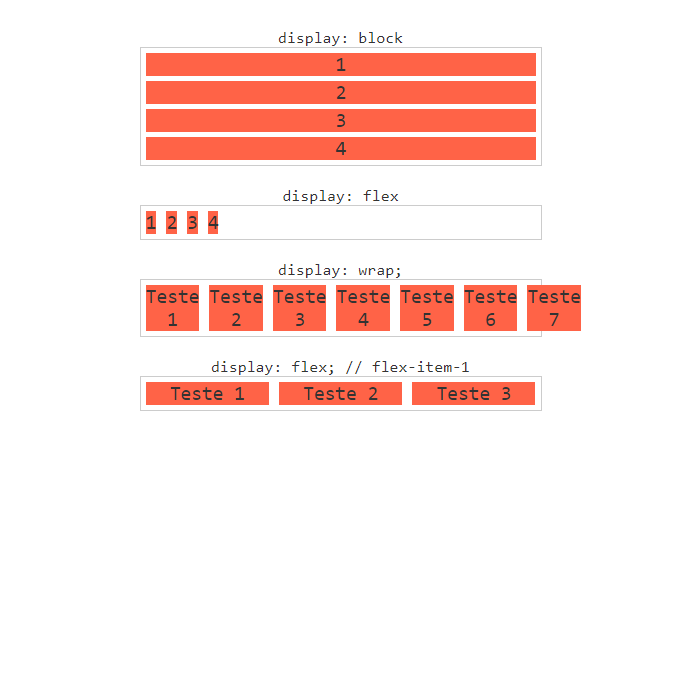 display: block
1
2
3
4
display: flex
1 2 3 4
display: wrap;
Teste Teste Teste Teste Teste Teste Teste
1 2 3 4 5 6 7
display: flex; // flex-item-1
Teste 1 Teste 2 Teste 3